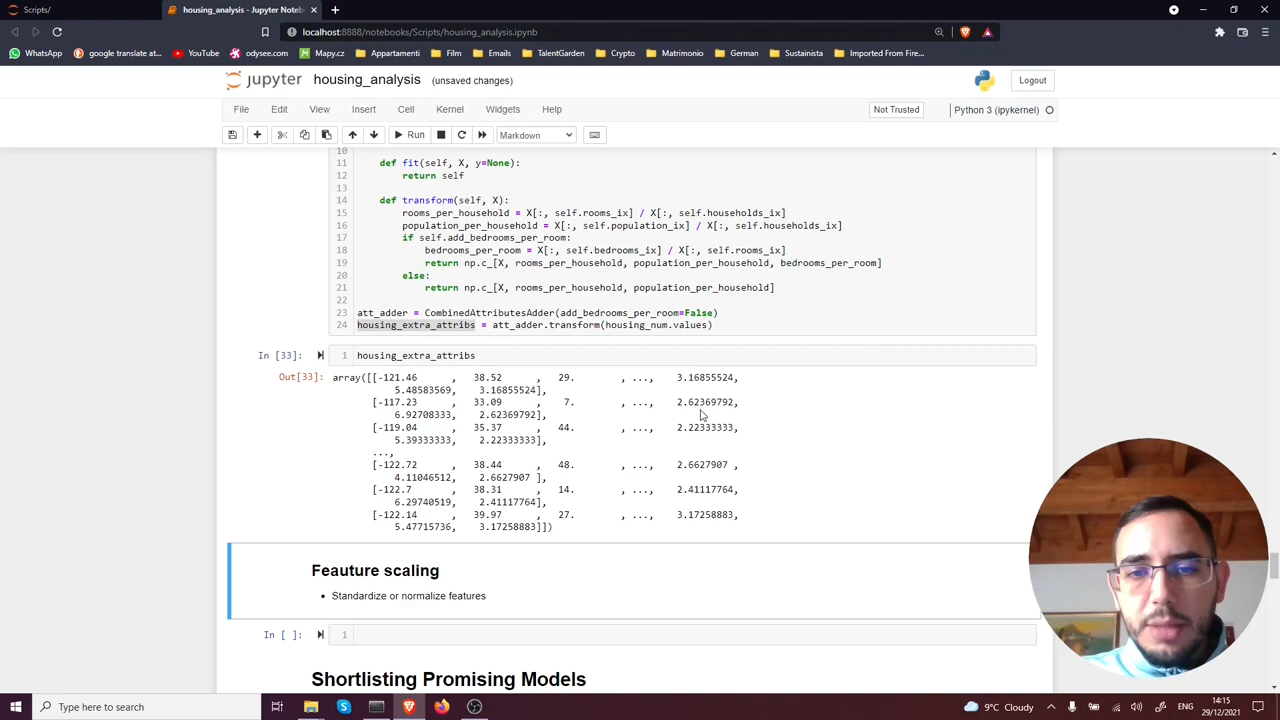 Scripts/
housing_analysis - Jupyter Noteb
localhost:8888/notebooks/Scripts/housing_analysis.ipynb
WhatsApp google translate at... YouTube odysee.com Mapy.cz Appartamenti Film Emails TalentGarden Crypto Matrimonio German Sustainista Imported From Fire...
jupyter housing_analysis (unsaved changes) Logout
File Edit View Insert Cell Kernel Widgets Help Not Trusted Python 3 (ipykernel)
Run Markdown
10
11 def fit(self, X, y=None):
12 return self
13
14 def transform(self, X):
15 rooms_per_household = X[:, self.rooms_ix] / X[:, self.households_ix]
16 population_per_household = X[:, self.population_ix] / X[:, self.households_ix]
17 if self.add_bedrooms_per_room:
18 bedrooms_per_room = X[:, self.bedrooms_ix] / X[:, self.rooms_ix]
19 return np.c_[X, rooms_per_household, population_per_household, bedrooms_per_room]
20 else:
21 return np.c_[X, rooms_per_household, population_per_household]
22
23 att_adder = CombinedAttributesAdder(add_bedrooms_per_room=False)
24 housing_extra_attribs = att_adder.transform(housing_num.values)
In [33]: 1 housing_extra_attribs
Out[33]: array([[-121.46 , 38.52 , 29. , ..., 3.16855524,
5.48583569, 3.16855524],
[-117.23 , 33.09 , 7. , ..., 2.62369792,
6.92708333, 2.62369792],
[-119.04 , 35.37 , 44. , ..., 2.22333333,
5.39333333, 2.22333333],
...,
[-122.72 , 38.44 , 48. , ..., 2.6627907 ,
4.11046512, 2.6627907 ],
[-122.7 , 38.31 , 14. , ..., 2.41117764,
6.29740519, 2.41117764],
[-122.14 , 39.97 , 27. , ..., 3.17258883,
5.47715736, 3.17258883]])
Feauture scaling
• Standardize or normalize features
In [ ]: 1
Shortlisting Promising Models
Type here to search 9°C Cloudy 14:15
29/12/2021